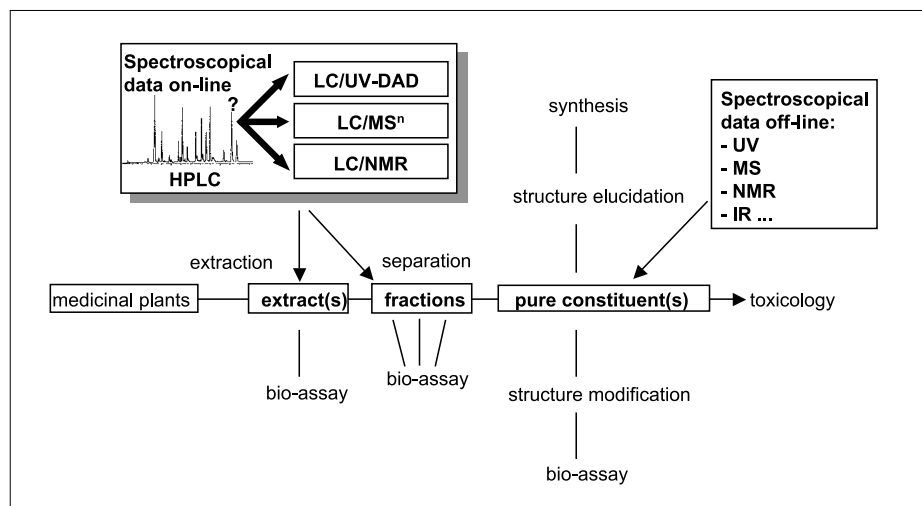 Spectroscopical
data on-line
?
HPLC
LC/UV-DAD
LC/MSⁿ
LC/NMR
synthesis
Spectroscopical
data off-line:
- UV
- MS
- NMR
- IR ...
structure elucidation
extraction
separation
medicinal plants
extract(s)
fractions
pure constituent(s)
toxicology
bio-assay
bio-assay
structure modification
bio-assay